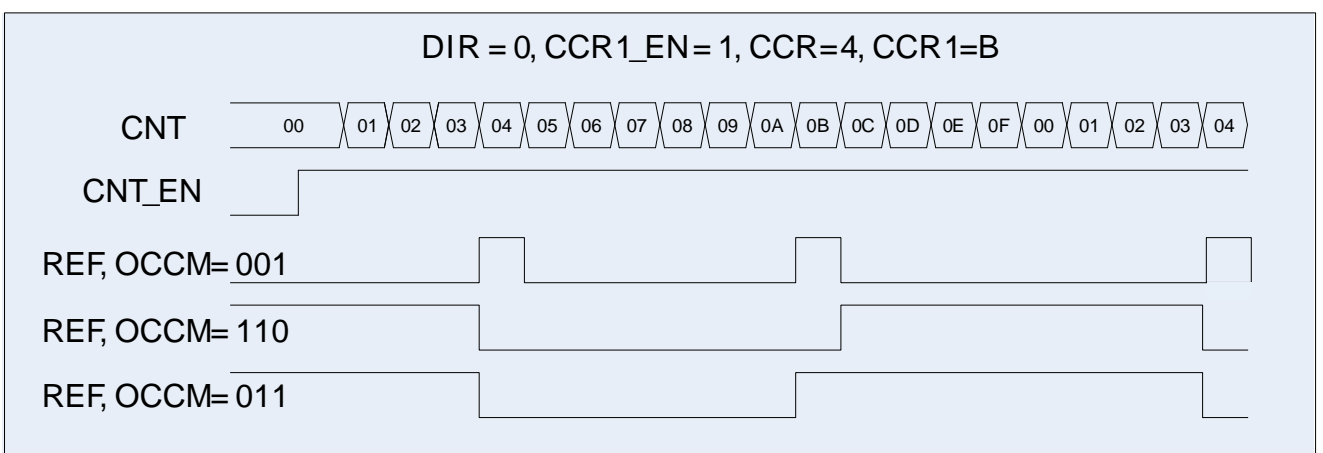 DIR = 0, CCR1_EN = 1, CCR=4, CCR1=B
CNT 00 01 02 03 04 05 06 07 08 09 0A 0B 0C 0D 0E 0F 00 01 02 03 04
CNT_EN
REF, OCCM= 001
REF, OCCM= 110
REF, OCCM= 011